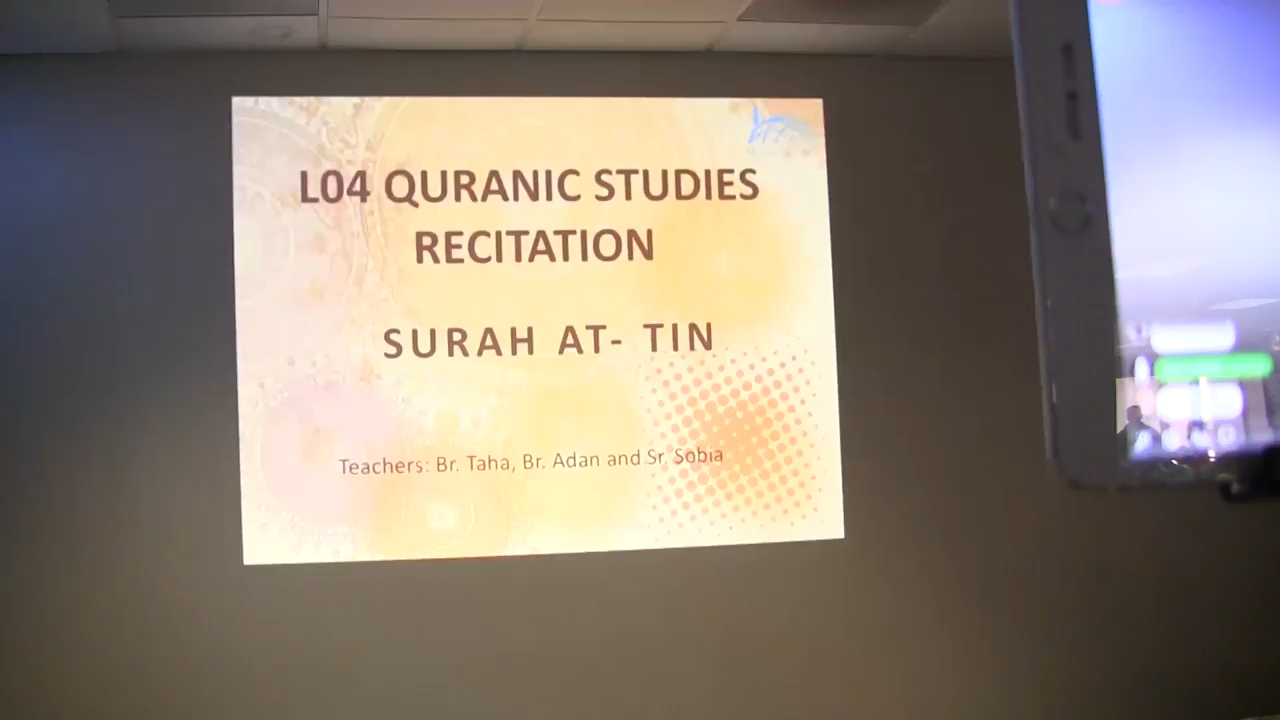 L04 QURANIC STUDIES
RECITATION
SURAH AT- TIN
Teachers: Br. Taha, Br. Adan and Sr. Sobia